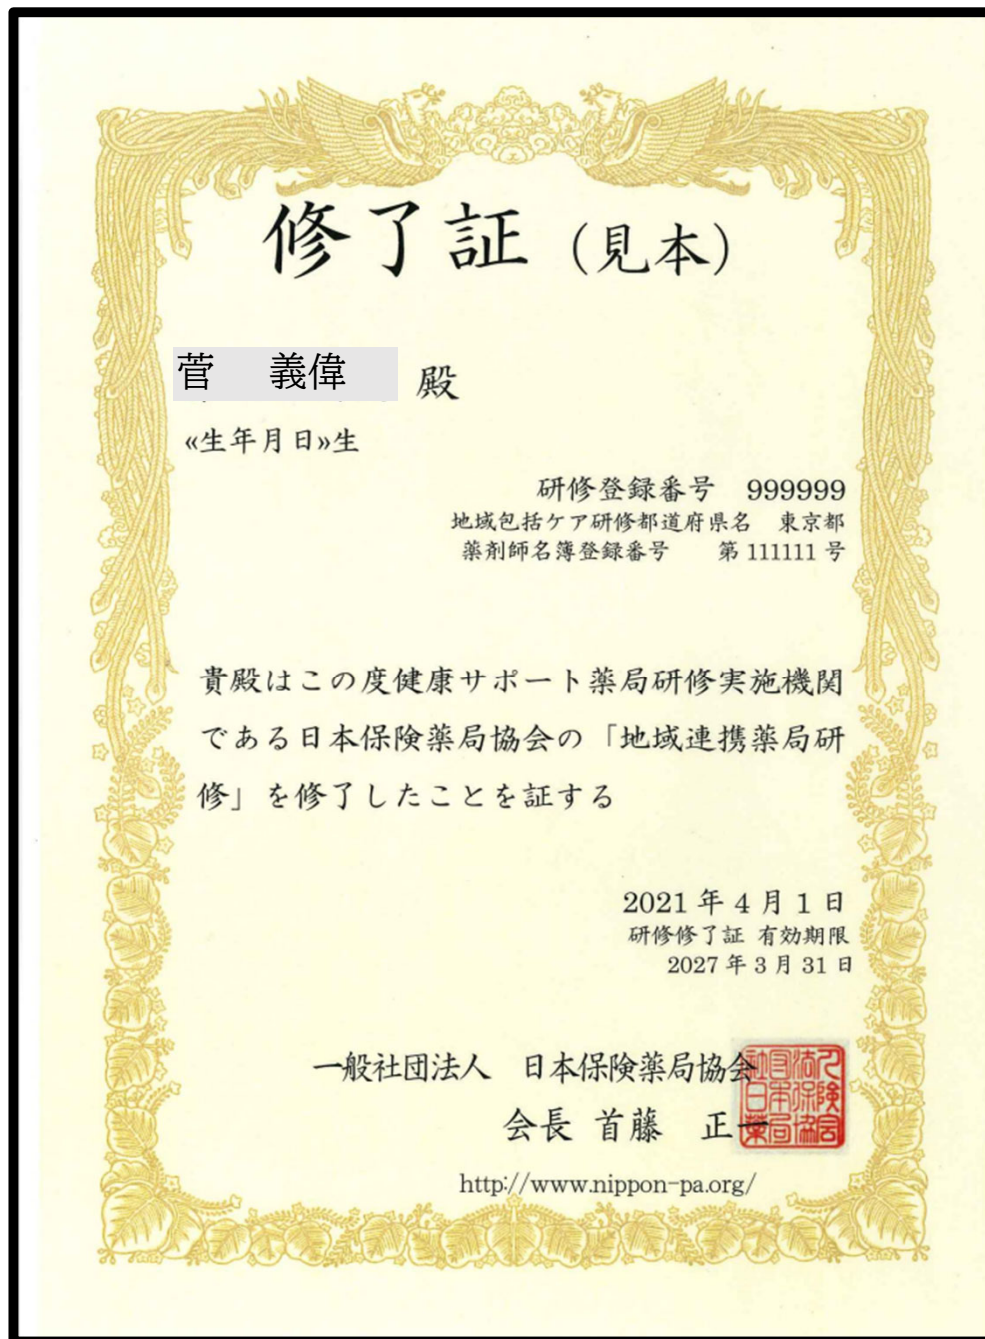 修了証（見本）
菅　義偉　殿
«生年月日»生
研修登録番号　999999
地域包括ケア研修都道府県名　東京都
薬剤師名簿登録番号　第 111111 号
貴殿はこの度健康サポート薬局研修実施機関
である日本保険薬局協会の「地域連携薬局研
修」を修了したことを証する
2021 年 4 月 1 日
研修修了証 有効期限
2027 年 3 月 31 日
一般社団法人　日本保険薬局協会
会長 首藤　正一
http://www.nippon-pa.org/